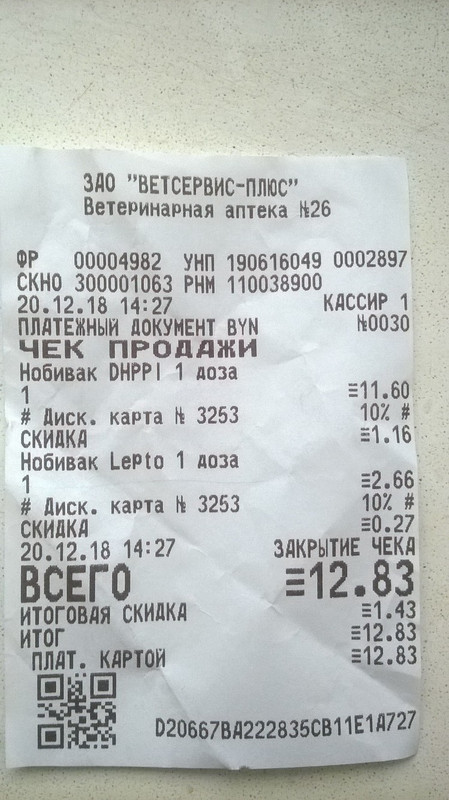 ЗАО "ВЕТСЕРВИС-ПЛЮС"
Ветеринарная аптека №26
ФР 00004982 УНП 190616049 0002897
СКНО 300001063 РНМ 110038900
20.12.18 14:27 КАССИР 1
ПЛАТЕЖНЫЙ ДОКУМЕНТ BYN №0030
ЧЕК ПРОДАЖИ
Нобивак DHPPI 1 доза
1 ≡11.60
# Диск. карта № 3253 10% #
СКИДКА ≡1.16
Нобивак Lepto 1 доза
1 ≡2.66
# Диск. карта № 3253 10% #
СКИДКА ≡0.27
20.12.18 14:27 ЗАКРЫТИЕ ЧЕКА
ВСЕГО ≡12.83
ИТОГОВАЯ СКИДКА ≡1.43
ИТОГ ≡12.83
ПЛАТ. КАРТОЙ ≡12.83
D20667BA222835CB11E1A727